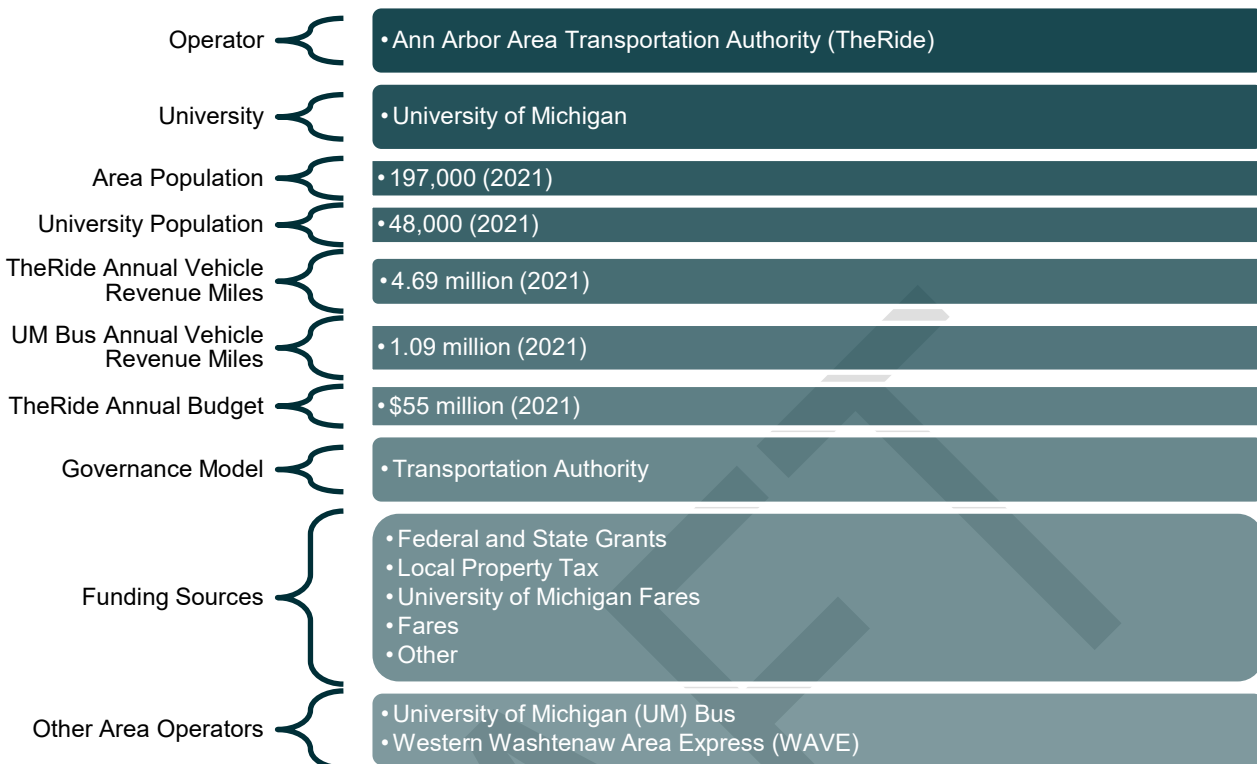 Operator
• Ann Arbor Area Transportation Authority (TheRide)
University
• University of Michigan
Area Population
• 197,000 (2021)
University Population
• 48,000 (2021)
TheRide Annual Vehicle
Revenue Miles
• 4.69 million (2021)
UM Bus Annual Vehicle
Revenue Miles
• 1.09 million (2021)
TheRide Annual Budget
• $55 million (2021)
Governance Model
• Transportation Authority
Funding Sources
• Federal and State Grants
• Local Property Tax
• University of Michigan Fares
• Fares
• Other
Other Area Operators
• University of Michigan (UM) Bus
• Western Washtenaw Area Express (WAVE)